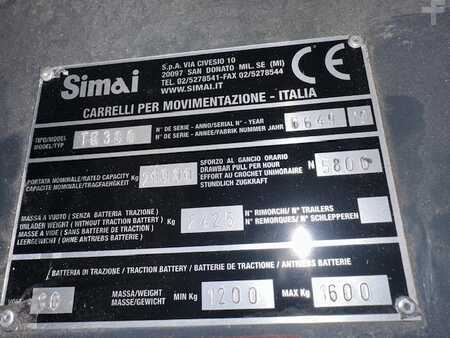 Simai
S.p.A. VIA CIVESIO 10
20097 SAN DONATO MIL. SE (MI)
02/5278541-FAX 02/5278544
WWW.SIMAI.IT
CE
CARRELLI PER MOVIMENTAZIONE - ITALIA
TIPO/MODEL
MODEL/TYP
N° DE SERIE - ANNO/SERIAL N° - YEAR
N° DE SERIE - ANNEE/FABRIK NUMMER JAHR
PORTATA NOMINALE/RATED CAPACITY
CAPACITE NOMINALE/TRAGFAEHIGKEIT
Kg
SFORZO AL GANCIO ORARIO
DRAWBAR PULL PER HOUR
EFFORT AU CROCHET UNIHORAIRE
STUNDIG ZUGKRAFT
N 5800
MASSA A VUOTO (SENZA BATTERIA TRAZIONE)
UNLADEN WEIGHT (WITHOUT TRACTION BATTERY)
MASSE A VIDE (SANS BATTERIE DE TRACTION)
LEERGEWICHT (OHNE ANTRIEBS BATTERIE)
Kg
N° RIMORCHI/N° TRAILERS
N° REMORQUES/N° SCHLEPPEREN
BATTERIA DI TRAZIONE / TRACTION BATTERY / BATTERIE DE TRACTION / ANTRIEBS BATTERIE
80
MASSA/WEIGHT
MASSE/GEWICHT
MIN Kg 1200
MAX Kg 1600